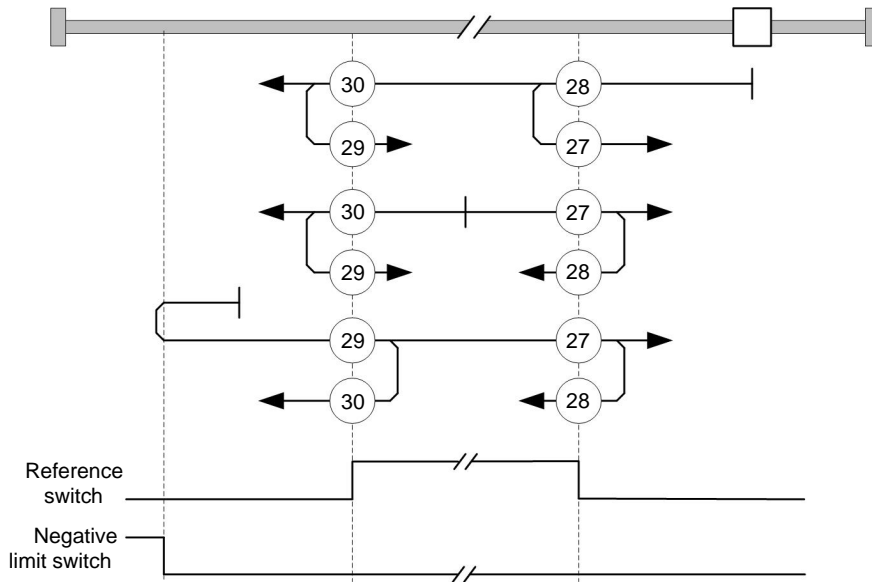 30 28
29 27
30 27
29 28
29 27
30 28
Reference
switch
Negative
limit switch